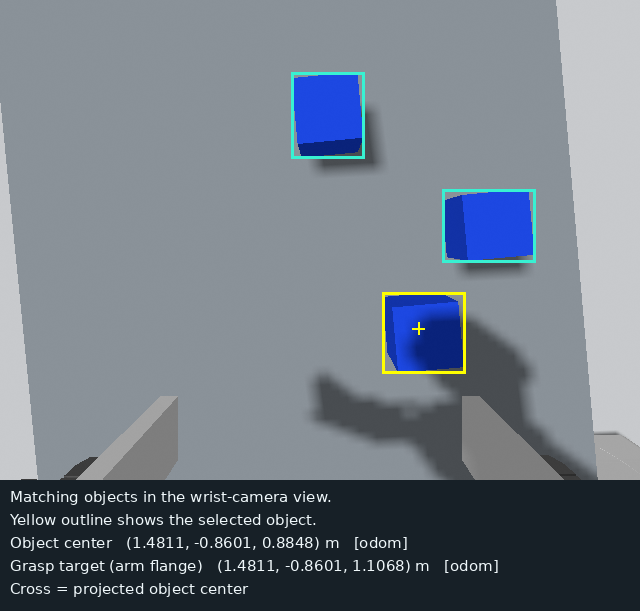 Matching objects in the wrist-camera view.
Yellow outline shows the selected object.
Object center (1.4811, -0.8601, 0.8848) m [odom]
Grasp target (arm flange) (1.4811, -0.8601, 1.1068) m [odom]
Cross = projected object center